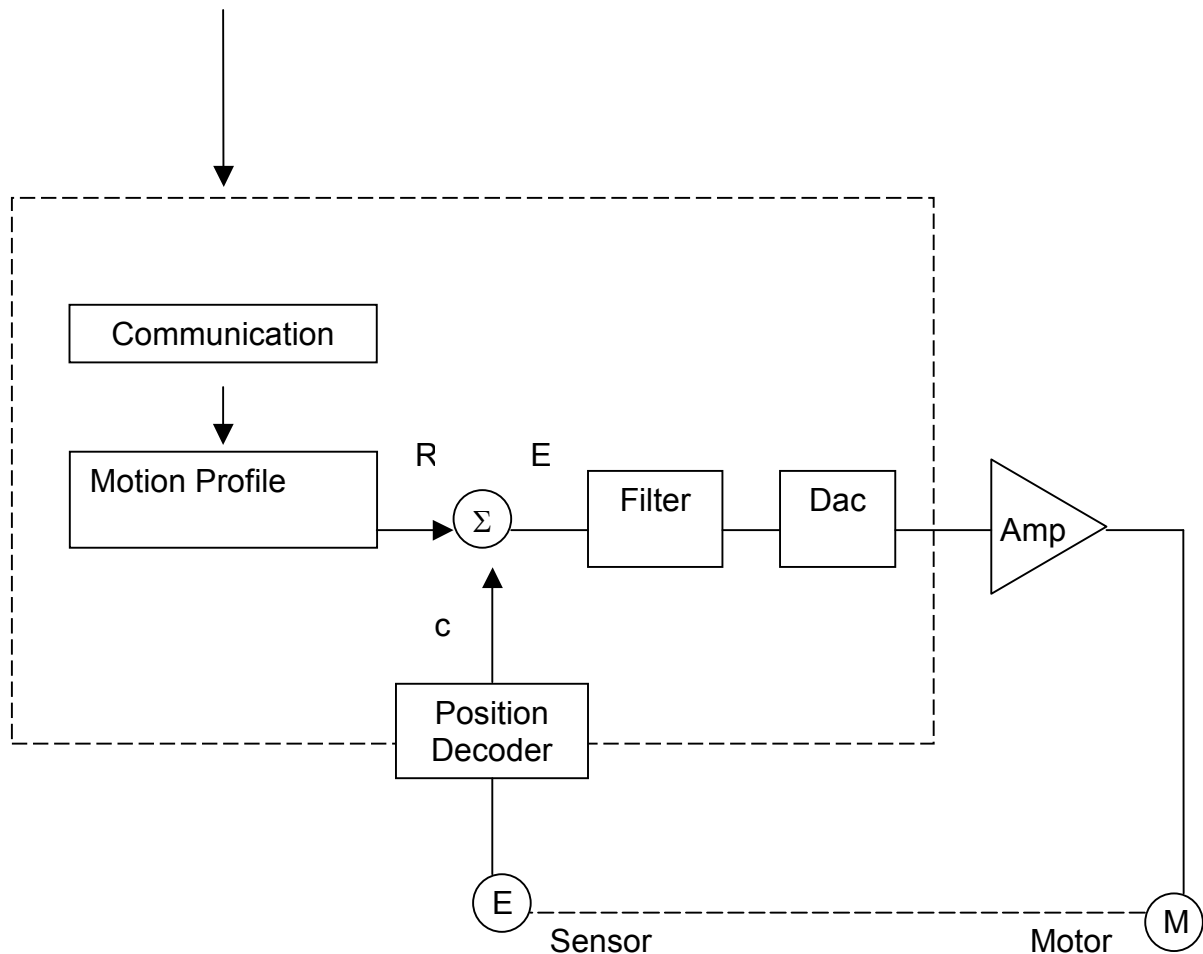 Communication
Motion Profile
R
E
Σ
Filter
Dac
Amp
c
Position
Decoder
E
Sensor
Motor
M